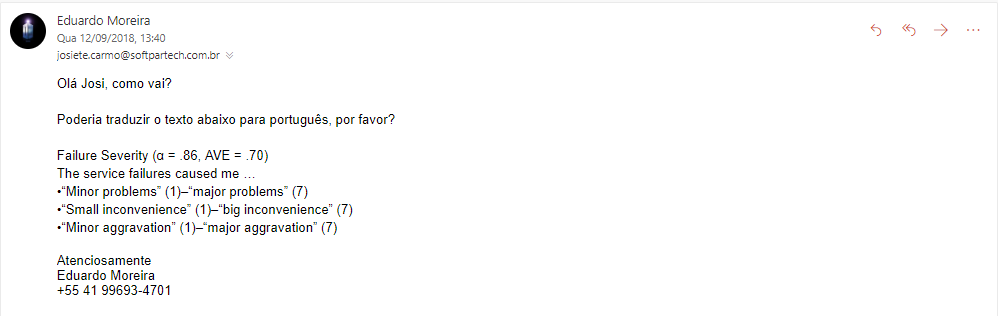 Eduardo Moreira
Qua 12/09/2018, 13:40
josiete.carmo@softpartech.com.br
Olá Josi, como vai?
Poderia traduzir o texto abaixo para português, por favor?
Failure Severity (α = .86, AVE = .70)
The service failures caused me …
•“Minor problems” (1)–“major problems” (7)
•“Small inconvenience” (1)–“big inconvenience” (7)
•“Minor aggravation” (1)–“major aggravation” (7)
Atenciosamente
Eduardo Moreira
+55 41 99693-4701